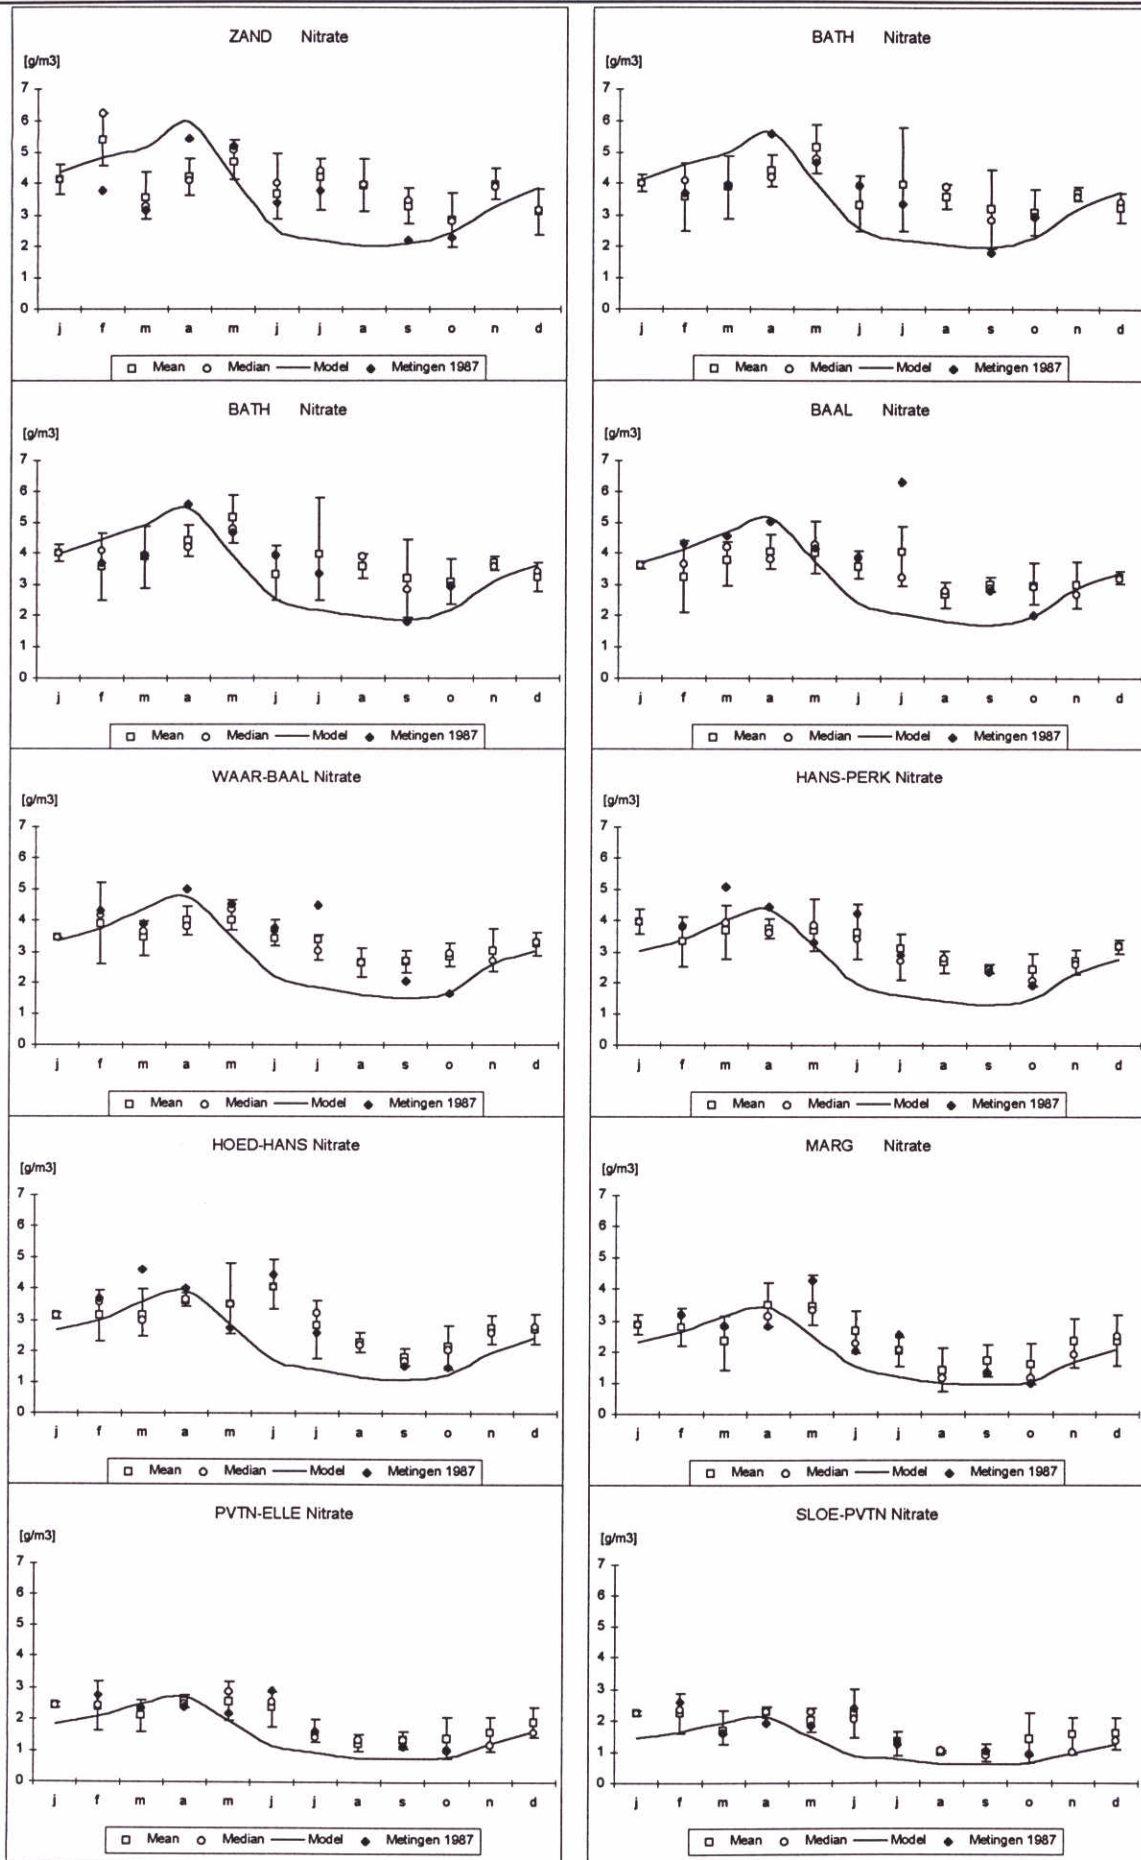 ZAND Nitrate
[g/m3]
7
6
5
4
3
2
1
0
j f m a m j j a s o n d
Mean Median Model Metingen 1987
BATH Nitrate
[g/m3]
7
6
5
4
3
2
1
0
j f m a m j j a s o n d
Mean Median Model Metingen 1987
BATH Nitrate
[g/m3]
7
6
5
4
3
2
1
0
j f m a m j j a s o n d
Mean Median Model Metingen 1987
BAAL Nitrate
[g/m3]
7
6
5
4
3
2
1
0
j f m a m j j a s o n d
Mean Median Model Metingen 1987
WAAR-BAAL Nitrate
[g/m3]
7
6
5
4
3
2
1
0
j f m a m j j a s o n d
Mean Median Model Metingen 1987
HANS-PERK Nitrate
[g/m3]
7
6
5
4
3
2
1
0
j f m a m j j a s o n d
Mean Median Model Metingen 1987
HOED-HANS Nitrate
[g/m3]
7
6
5
4
3
2
1
0
j f m a m j j a s o n d
Mean Median Model Metingen 1987
MARG Nitrate
[g/m3]
7
6
5
4
3
2
1
0
j f m a m j j a s o n d
Mean Median Model Metingen 1987
PVTN-ELLE Nitrate
[g/m3]
7
6
5
4
3
2
1
0
j f m a m j j a s o n d
Mean Median Model Metingen 1987
SLOE-PVTN Nitrate
[g/m3]
7
6
5
4
3
2
1
0
j f m a m j j a s o n d
Mean Median Model Metingen 1987